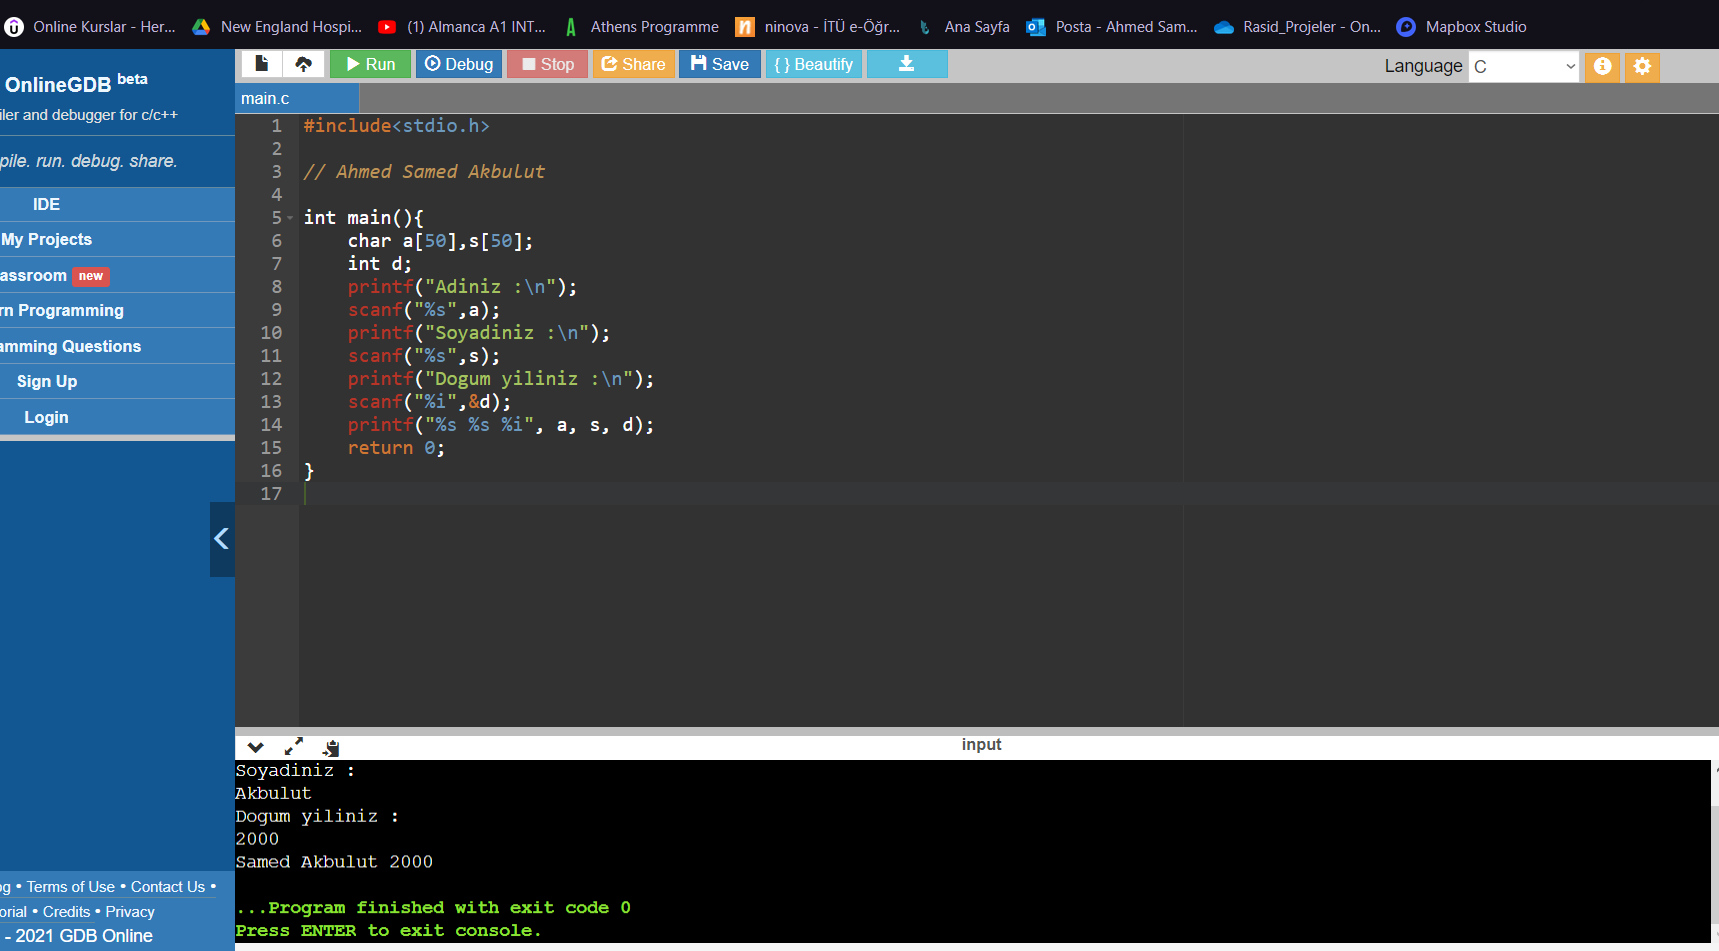 Online Kurslar - Her... New England Hospi... (1) Almanca A1 INT... Athens Programme ninova - İTÜ e-Öğr... Ana Sayfa Posta - Ahmed Sam... Rasid_Projeler - On... Mapbox Studio
OnlineGDB beta
iler and debugger for c/c++
pile. run. debug. share.
IDE
My Projects
assroom new
rn Programming
amming Questions
Sign Up
Login
Run Debug Stop Share Save { } Beautify
Language C
main.c
1 #include<stdio.h>
2
3 // Ahmed Samed Akbulut
4
5 int main(){
6 char a[50],s[50];
7 int d;
8 printf("Adiniz :\n");
9 scanf("%s",a);
10 printf("Soyadiniz :\n");
11 scanf("%s",s);
12 printf("Dogum yiliniz :\n");
13 scanf("%i",&d);
14 printf("%s %s %i", a, s, d);
15 return 0;
16 }
17
input
Soyadiniz :
Akbulut
Dogum yiliniz :
2000
Samed Akbulut 2000
...Program finished with exit code 0
Press ENTER to exit console.
og • Terms of Use • Contact Us •
orial • Credits • Privacy
- 2021 GDB Online